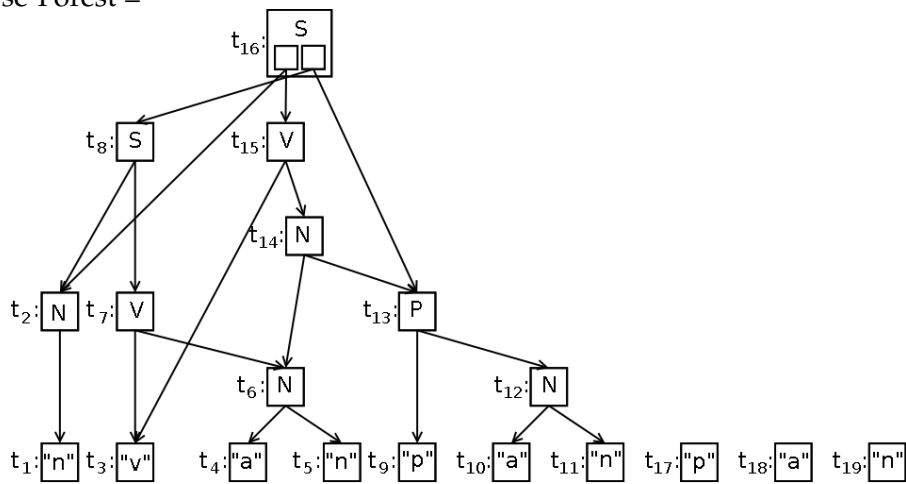 se Forest =
S
t16:
t8: S t15: V
t14: N
t2: N t7: V t13: P
t6: N t12: N
t1: "n" t3: "v" t4: "a" t5: "n" t9: "p" t10: "a" t11: "n" t17: "p" t18: "a" t19: "n"